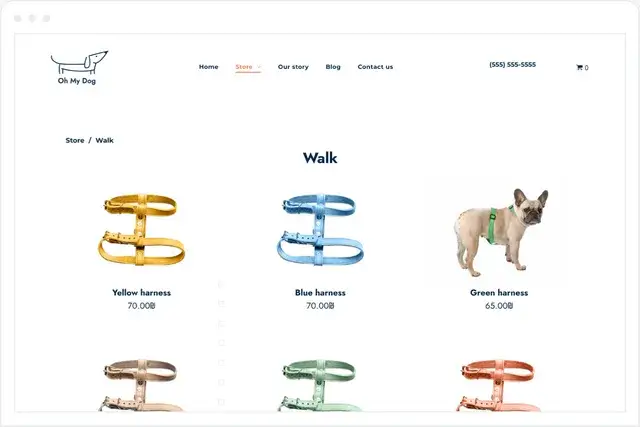 Oh My Dog
Home Store Our story Blog Contact us
(555) 555-5555
0
Store / Walk
Walk
Yellow harness
70.00₪
Blue harness
70.00₪
Green harness
65.00₪